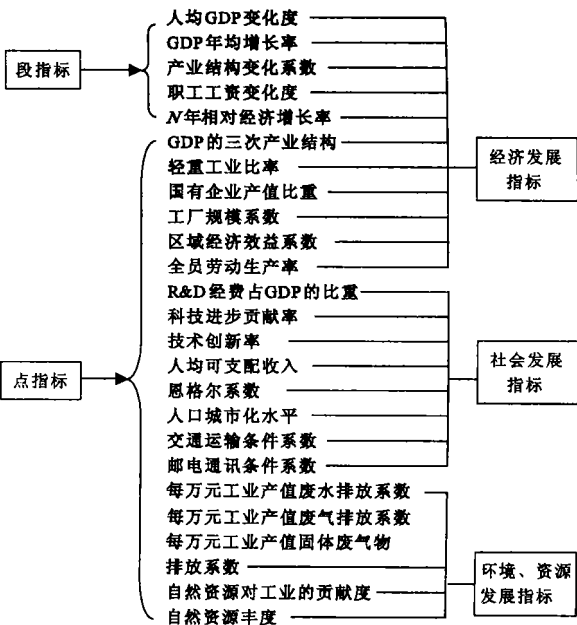 人均GDP变化度
GDP年均增长率
段指标
产业结构变化系数
职工工资变化度
N年相对经济增长率
GDP的三次产业结构
轻重工业比率
经济发展
指标
国有企业产值比重
工厂规模系数
区域经济效益系数
全员劳动生产率
R&D经费占GDP的比重
科技进步贡献率
技术创新率
点指标
人均可支配收入
社会发展
指标
恩格尔系数
人口城市化水平
交通运输条件系数
邮电通讯条件系数
每万元工业产值废水排放系数
每万元工业产值废气排放系数
每万元工业产值固体废气物
排放系数
环境、资源
发展指标
自然资源对工业的贡献度
自然资源丰度